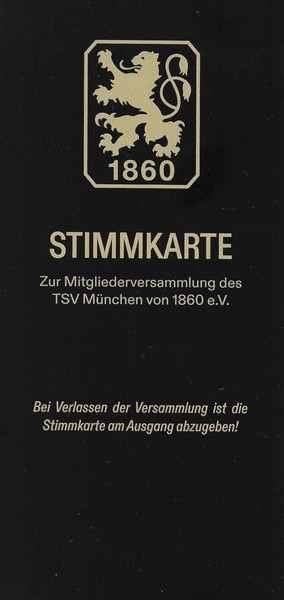 1860
STIMMKARTE
Zur Mitgliederversammlung des
TSV München von 1860 e.V.
Bei Verlassen der Versammlung ist die
Stimmkarte am Ausgang abzugeben!